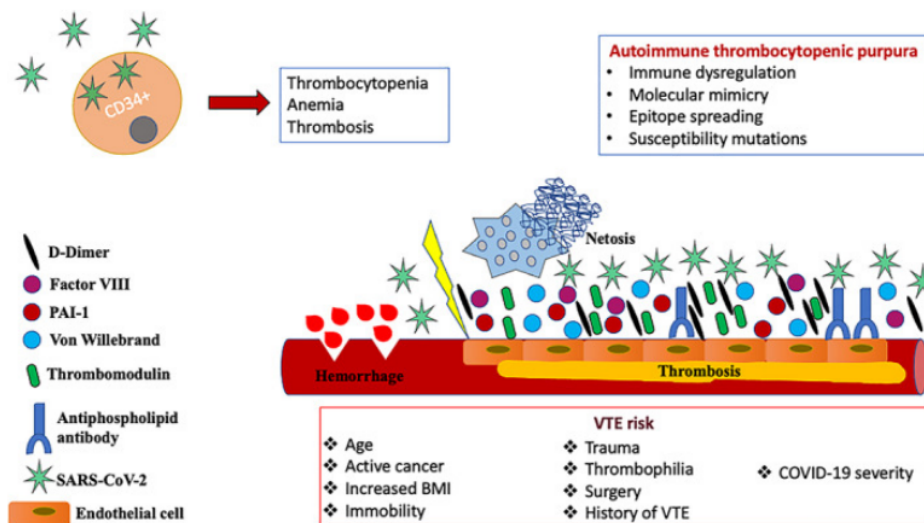 CD34+
Thrombocytopenia
Anemia
Thrombosis
Autoimmune thrombocytopenic purpura
• Immune dysregulation
• Molecular mimicry
• Epitope spreading
• Susceptibility mutations
D-Dimer
Factor VIII
PAI-1
Von Willebrand
Thrombomodulin
Antiphospholipid
antibody
SARS-CoV-2
Endothelial cell
Netosis
Hemorrhage
Thrombosis
VTE risk
❖ Age
❖ Active cancer
❖ Increased BMI
❖ Immobility
❖ Trauma
❖ Thrombophilia
❖ Surgery
❖ History of VTE
❖ COVID-19 severity